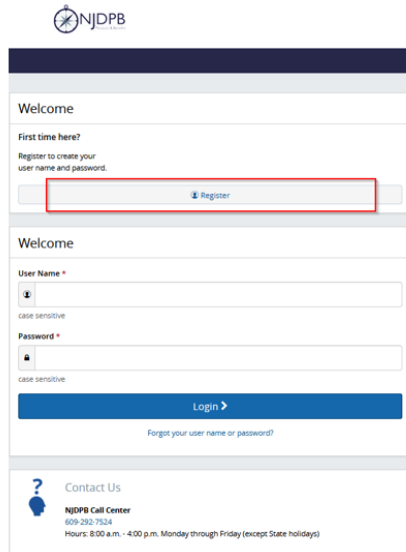 NJDPB
Welcome
First time here?
Register to create your
user name and password.
Register
Welcome
User Name *
case sensitive
Password *
case sensitive
Login
Forgot your user name or password?
?
Contact Us
NJDPB Call Center
609-292-7524
Hours: 8:00 a.m. - 4:00 p.m. Monday through Friday (except State holidays)